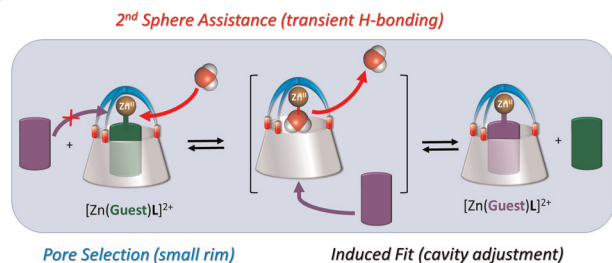 2nd Sphere Assistance (transient H-bonding)
ZnII
ZnII
ZnII
+
+
[Zn(Guest)L]2+
[Zn(Guest)L]2+
Pore Selection (small rim)
Induced Fit (cavity adjustment)